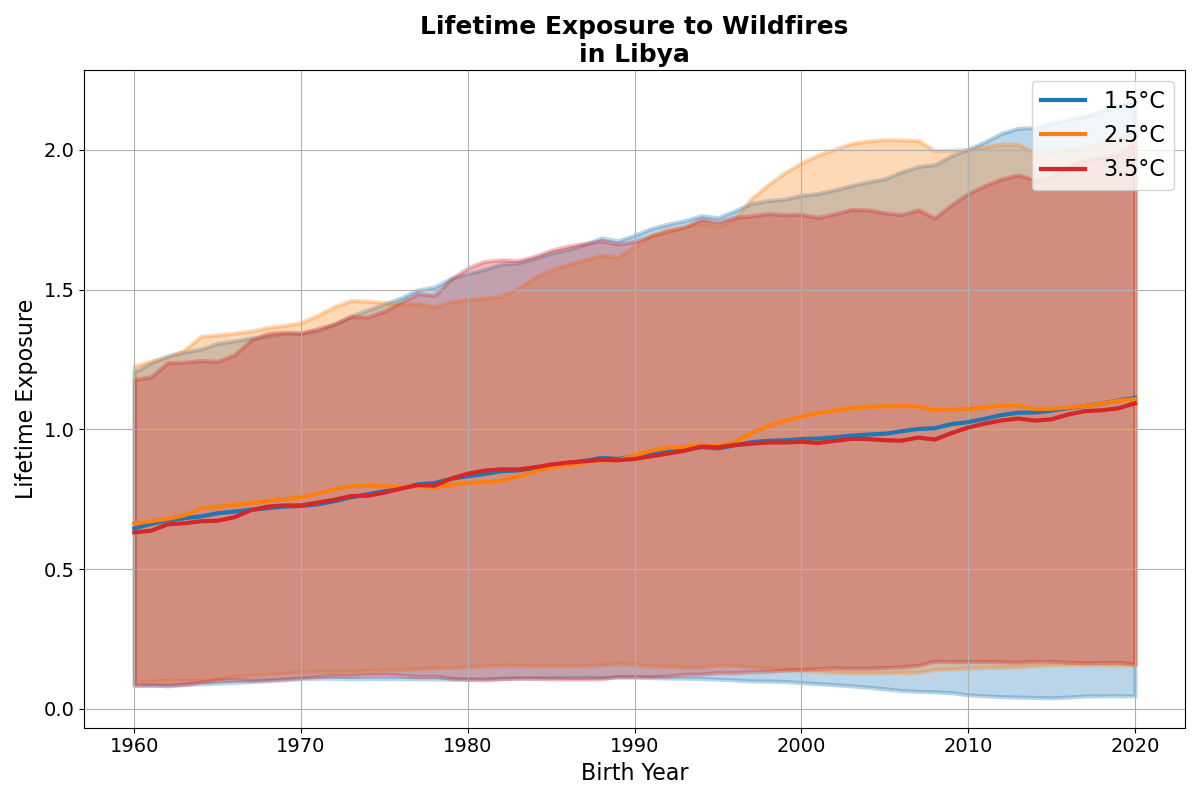 Lifetime Exposure to Wildfires
in Libya
1.5°C
2.5°C
3.5°C
Lifetime Exposure
2.0
1.5
1.0
0.5
0.0
1960 1970 1980 1990 2000 2010 2020
Birth Year